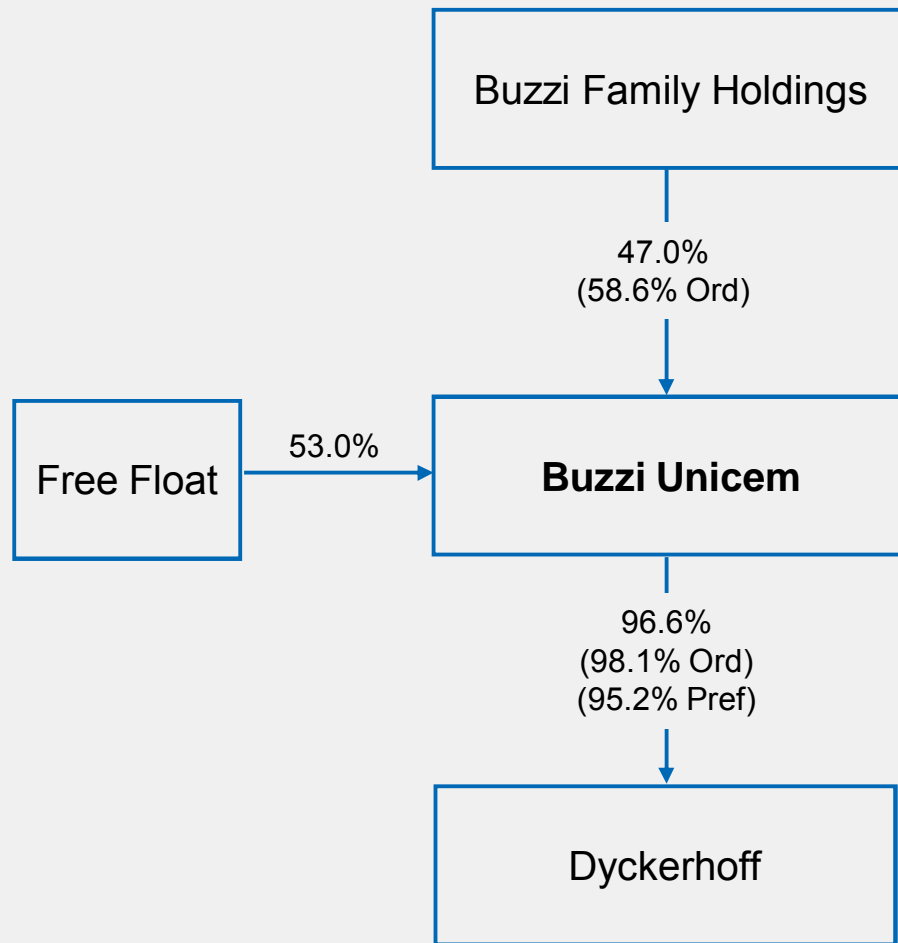 Buzzi Family Holdings
47.0%
(58.6% Ord)
Free Float
53.0%
Buzzi Unicem
96.6%
(98.1% Ord)
(95.2% Pref)
Dyckerhoff